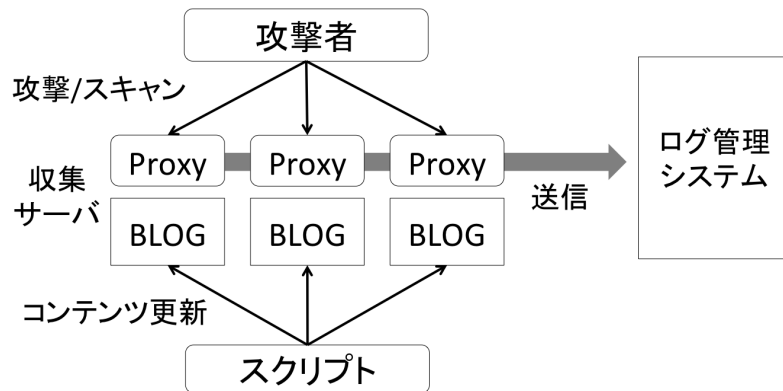 攻撃者
攻撃/スキャン
Proxy
Proxy
Proxy
ログ管理
システム
収集
サーバ
送信
BLOG
BLOG
BLOG
コンテンツ更新
スクリプト